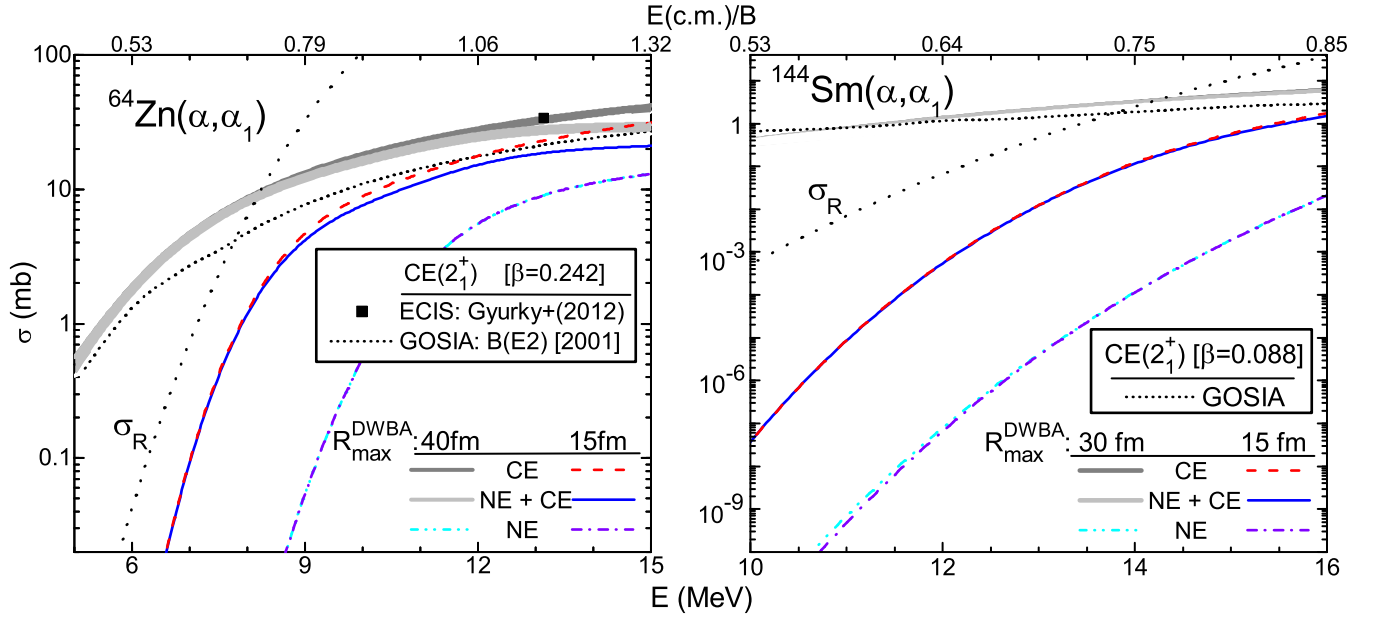 E(c.m.)/B
0.53 0.79 1.06 1.32
0.53 0.64 0.75 0.85
100
10
1
0.1
σ (mb)
⁶⁴Zn(α,α₁)
σ_R
CE(2₁⁺) [β=0.242]
ECIS: Gyurky+(2012)
GOSIA: B(E2) [2001]
R_max^DWBA: 40fm 15fm
CE
NE + CE
NE
6 9 12 15
¹⁴⁴Sm(α,α₁)
1
10⁻³
10⁻⁶
10⁻⁹
σ_R
CE(2₁⁺) [β=0.088]
GOSIA
R_max^DWBA: 30 fm 15 fm
CE
NE + CE
NE
10 12 14 16
E (MeV)